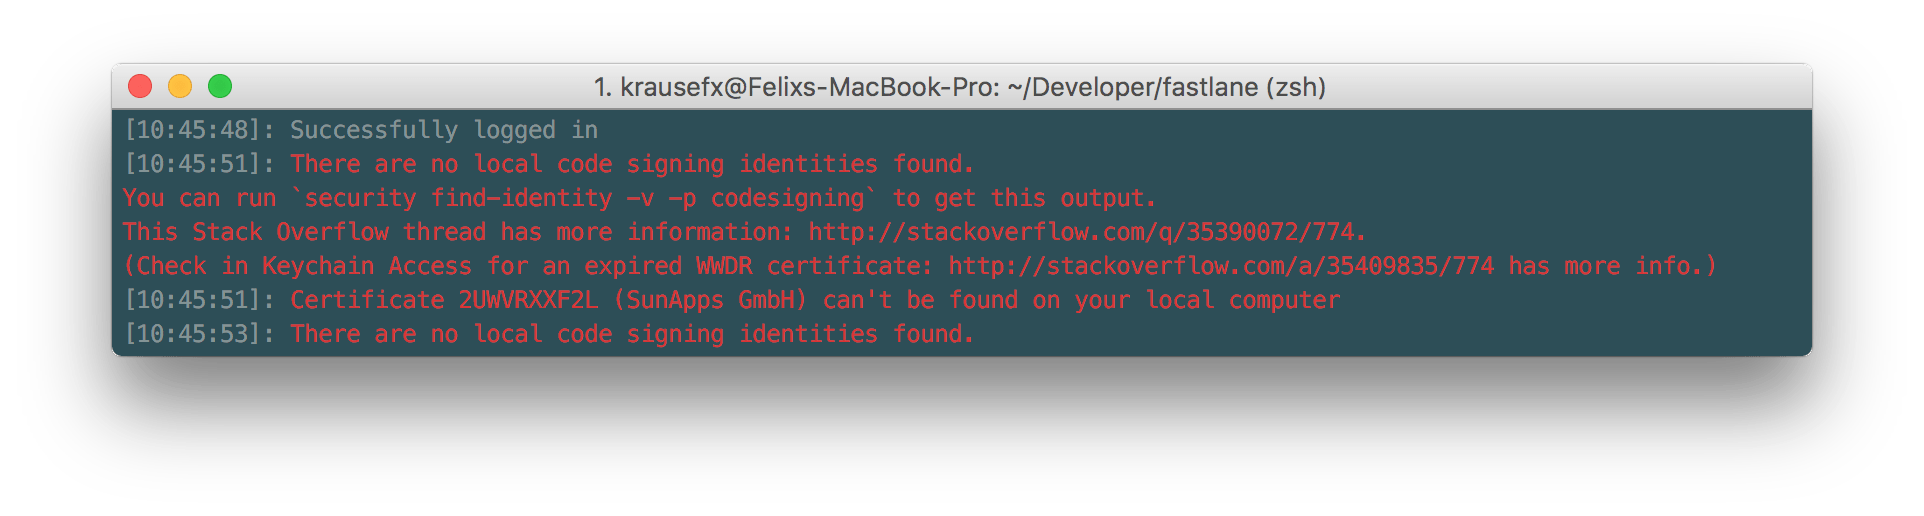 1. krausefx@Felixs-MacBook-Pro: ~/Developer/fastlane (zsh)
[10:45:48]: Successfully logged in
[10:45:51]: There are no local code signing identities found.
You can run `security find-identity -v -p codesigning` to get this output.
This Stack Overflow thread has more information: http://stackoverflow.com/q/35390072/774.
(Check in Keychain Access for an expired WWDR certificate: http://stackoverflow.com/a/35409835/774 has more info.)
[10:45:51]: Certificate 2UWVRXXF2L (SunApps GmbH) can't be found on your local computer
[10:45:53]: There are no local code signing identities found.